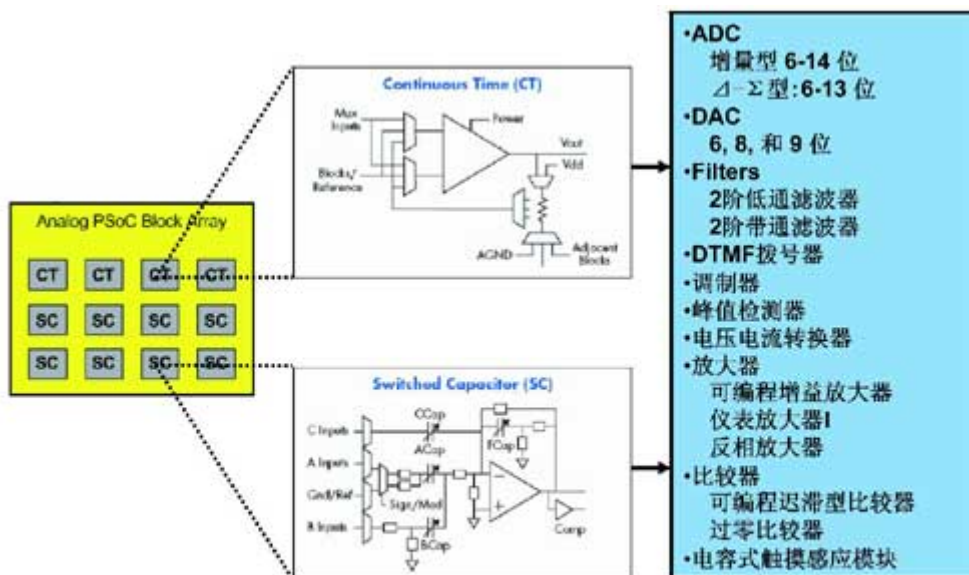 Analog PSoC Block Array
CT CT CT CT
SC SC SC SC
SC SC SC SC
Continuous Time (CT)
Mux
Inputs
Power
Vout
Vdd
Blocks/
Reference
AGND
Adjacent
Blocks
Switched Capacitor (SC)
C Inputs
CCap
ACap
FCap
A Inputs
Gnd/Ref
Sign/Mod
B Inputs
BCap
Comp
•ADC
增量型 6-14 位
⊿-Σ型:6-13位
•DAC
6, 8, 和 9 位
•Filters
2阶低通滤波器
2阶带通滤波器
•DTMF拨号器
•调制器
•峰值检测器
•电压电流转换器
•放大器
可编程增益放大器
仪表放大器I
反相放大器
•比较器
可编程迟滞型比较器
过零比较器
•电容式触摸感应模块